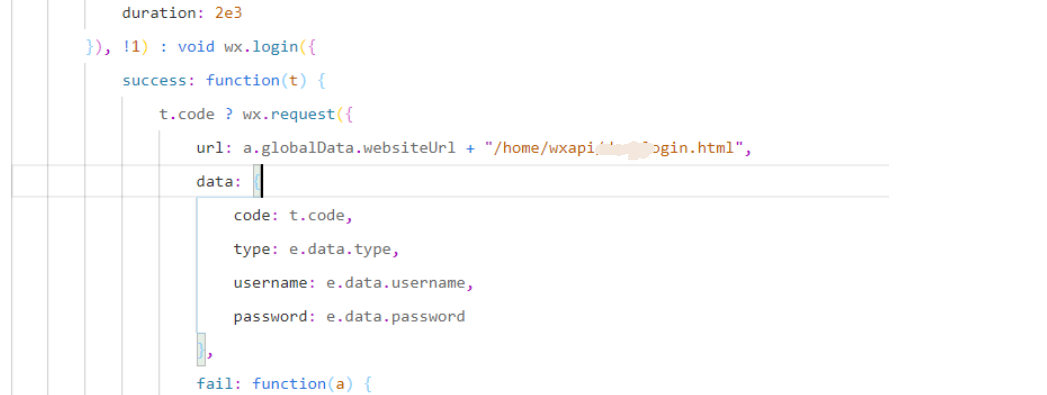 duration: 2e3
}), !1) : void wx.login({
success: function(t) {
t.code ? wx.request({
url: a.globalData.websiteUrl + "/home/wxapi ogin.html",
data: {
code: t.code,
type: e.data.type,
username: e.data.username,
password: e.data.password
},
fail: function(a) {